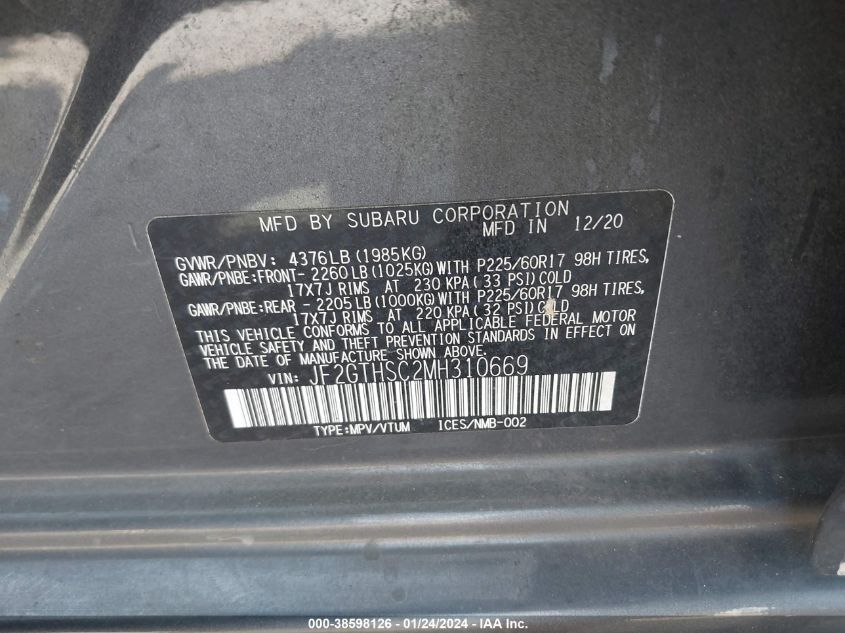 MFD BY SUBARU CORPORATION
MFD IN 12/20
GVWR/PNBV: 4376LB (1985KG)
GAWR/PNBE:FRONT- 2260LB (1025KG) WITH P225/60R17 98H TIRES,
17X7J RIMS AT 230 KPA ( 33 PSI) COLD
GAWR/PNBE:REAR - 2205LB (1000KG) WITH P225/60R17 98H TIRES,
17X7J RIMS AT 220 KPA ( 32 PSI) COLD
THIS VEHICLE CONFORMS TO ALL APPLICABLE FEDERAL MOTOR
VEHICLE SAFETY AND THEFT PREVENTION STANDARDS IN EFFECT ON
THE DATE OF MANUFACTURE SHOWN ABOVE.
VIN: JF2GTHSC2MH310669
TYPE:MPV/VTUM ICES/NMB-002
000-38598126 - 01/24/2024 - IAA Inc.